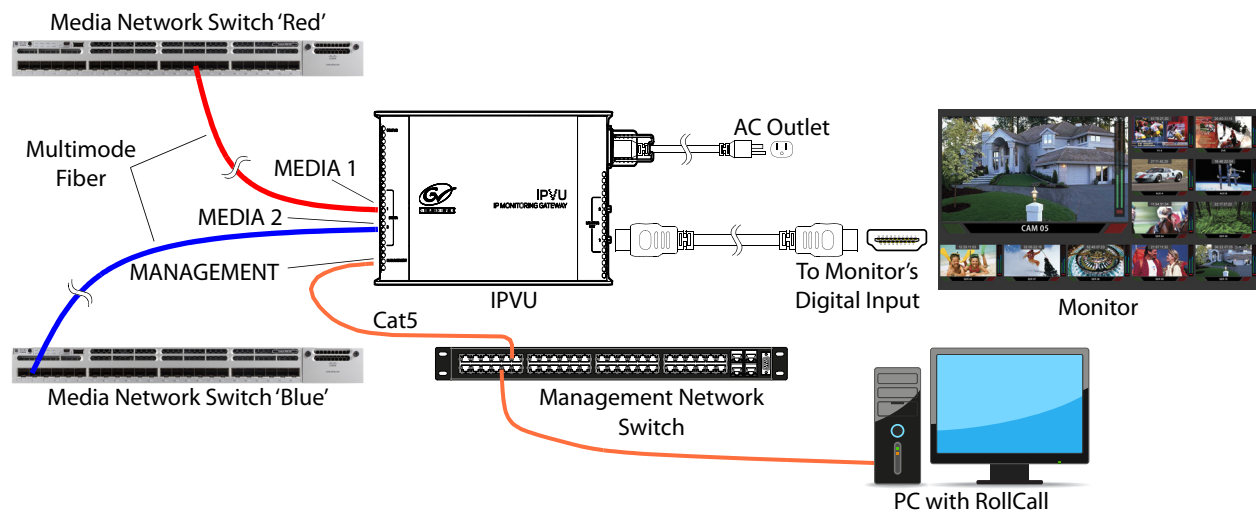 Media Network Switch ‘Red’
Multimode
Fiber
MEDIA 1
MEDIA 2
MANAGEMENT
IPVU
IP MONITORING GATEWAY
IPVU
AC Outlet
To Monitor’s
Digital Input
CAM 05
Monitor
Cat5
Media Network Switch ‘Blue’
Management Network
Switch
PC with RollCall